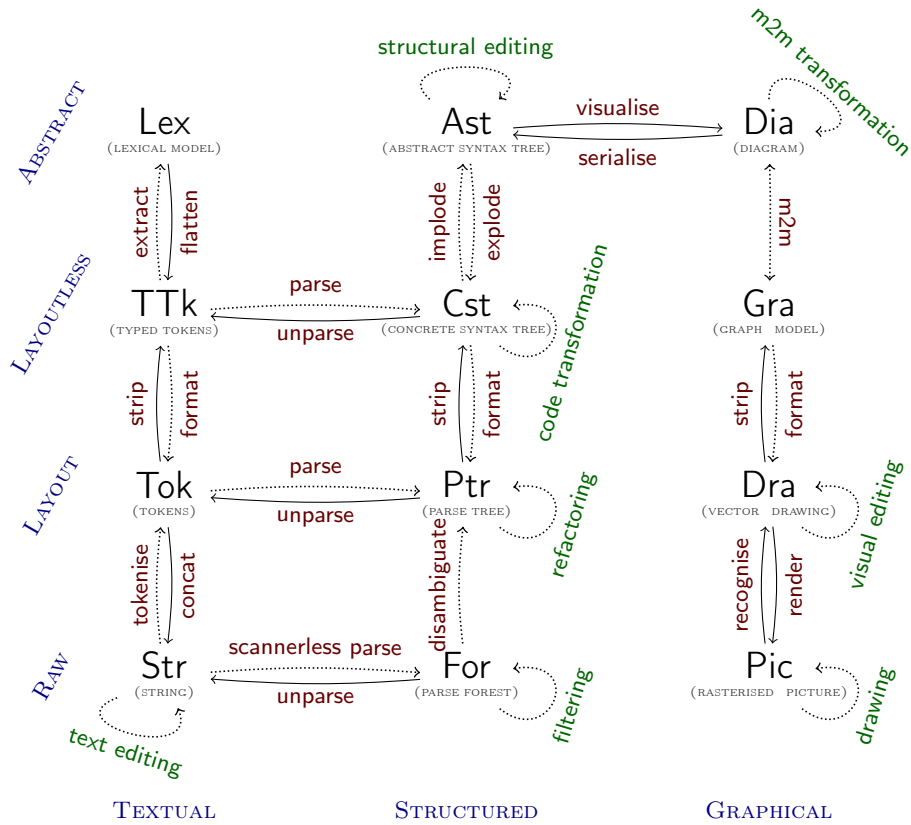 m2m transformation
structural editing
ABSTRACT
Lex
(LEXICAL MODEL)
Ast
(ABSTRACT SYNTAX TREE)
visualise
serialise
Dia
(DIAGRAM)
extract
flatten
implode
explode
m2m
LAYOUTLESS
TTk
(TYPED TOKENS)
parse
unparse
Cst
(CONCRETE SYNTAX TREE)
code transformation
Gra
(GRAPH MODEL)
strip
format
strip
format
strip
format
LAYOUT
Tok
(TOKENS)
parse
unparse
Ptr
(PARSE TREE)
refactoring
Dra
(VECTOR DRAWING)
visual editing
tokenise
concat
disambiguate
recognise
render
RAW
Str
(STRING)
scannerless parse
unparse
For
(PARSE FOREST)
filtering
Pic
(RASTERISED PICTURE)
drawing
text editing
TEXTUAL
STRUCTURED
GRAPHICAL